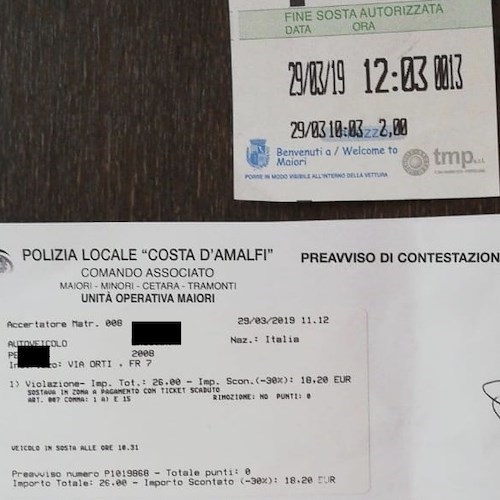 FINE SOSTA AUTORIZZATA
DATA ORA
29/03/19 12:03 0013
29/03 10:03 2,00
Benvenuti a / Welcome to
Maiori
tmp s.r.l.
PORRE IN MODO VISIBILE ALL'INTERNO DELLA VETTURA
POLIZIA LOCALE "COSTA D'AMALFI"
PREAVVISO DI CONTESTAZION
COMANDO ASSOCIATO
MAIORI - MINORI - CETARA - TRAMONTI
UNITÀ OPERATIVA MAIORI
Accertatore Matr. 008
29/03/2019 11.12
AUTOVEICOLO
Naz.: Italia
PE
2008
In
zzo: VIA ORTI , FR 7
1) Violazione- Imp. Tot.: 26.00 - Imp. Scon.(-30%): 18.20 EUR
SOSTAVA IN ZONA A PAGAMENTO CON TICKET SCADUTO
ART. 007 COMMA: 1 A) E 15 RIMOZIONE: NO PUNTI: 0
VEICOLO IN SOSTA ALLE ORE 10.31
Preavviso numero P1019868 - Totale punti: 0
Importo Totale: 26.00 - Importo Scontato (-30%): 18.20 EUR